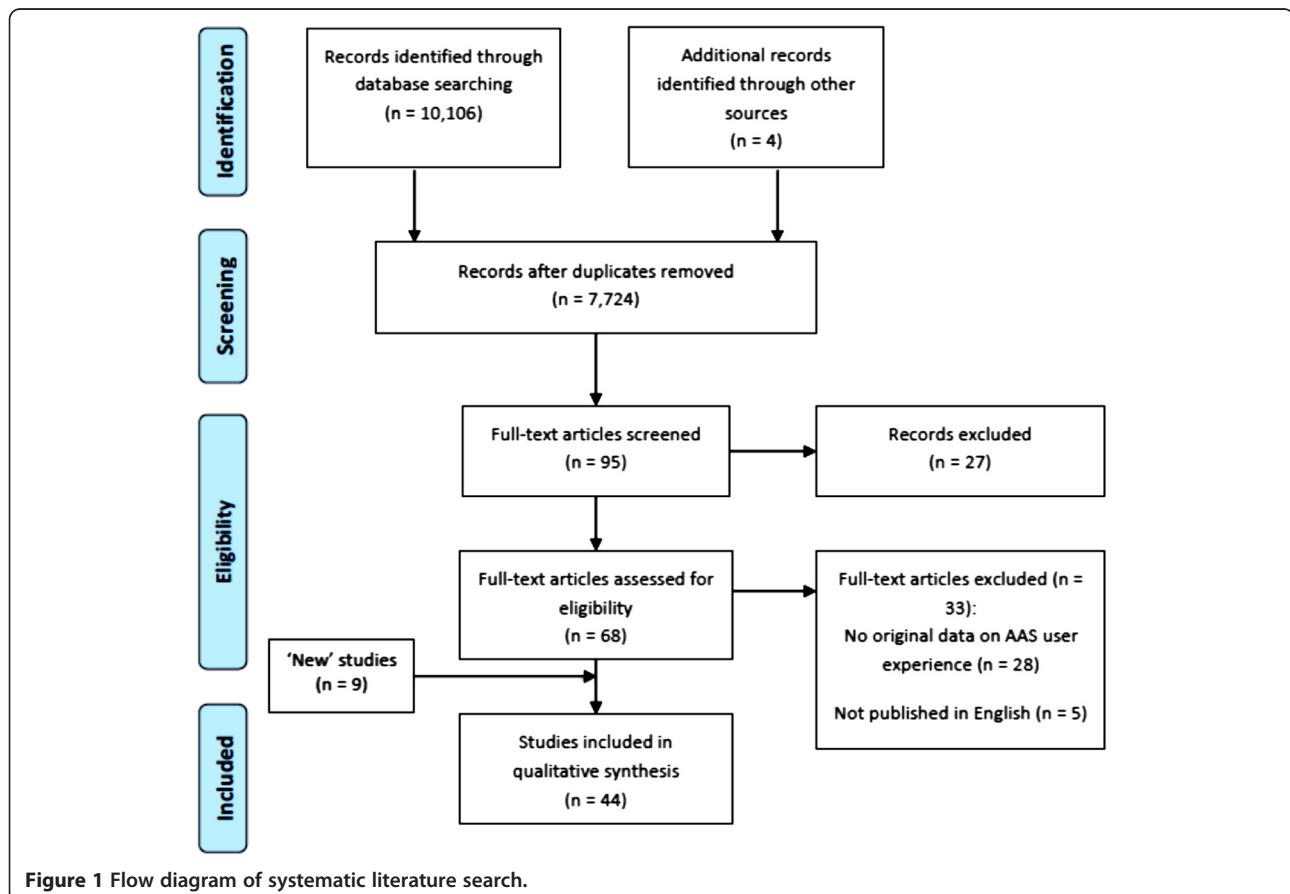 Identification
Records identified through
database searching
(n = 10,106)
Additional records
identified through other
sources
(n = 4)
Screening
Records after duplicates removed
(n = 7,724)
Eligibility
Full-text articles screened
(n = 95)
Records excluded
(n = 27)
Full-text articles assessed for
eligibility
(n = 68)
Full-text articles excluded (n =
33):
No original data on AAS user
experience (n = 28)
Not published in English (n = 5)
‘New’ studies
(n = 9)
Included
Studies included in
qualitative synthesis
(n = 44)
Figure 1 Flow diagram of systematic literature search.